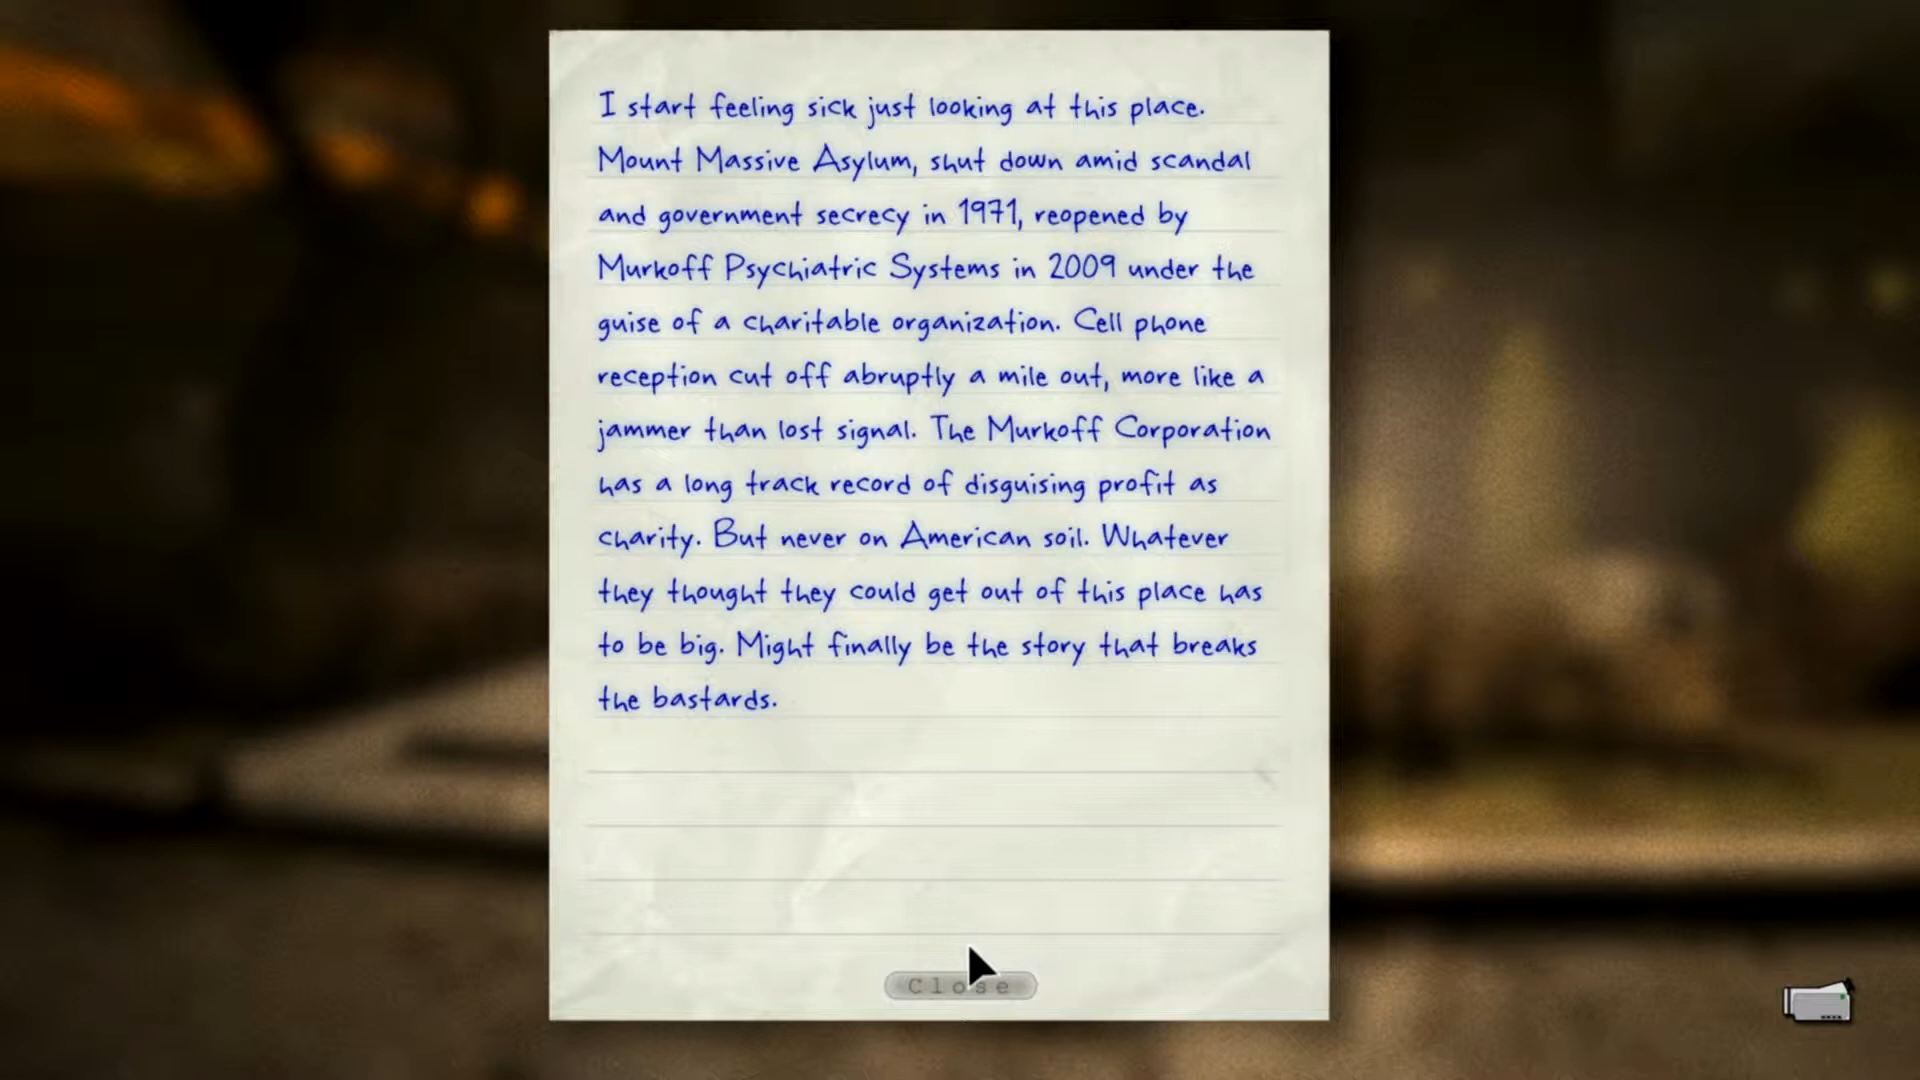 I start feeling sick just looking at this place.
Mount Massive Asylum, shut down amid scandal
and government secrecy in 1971, reopened by
Murkoff Psychiatric Systems in 2009 under the
guise of a charitable organization. Cell phone
reception cut off abruptly a mile out, more like a
jammer than lost signal. The Murkoff Corporation
has a long track record of disguising profit as
charity. But never on American soil. Whatever
they thought they could get out of this place has
to be big. Might finally be the story that breaks
the bastards.
Close